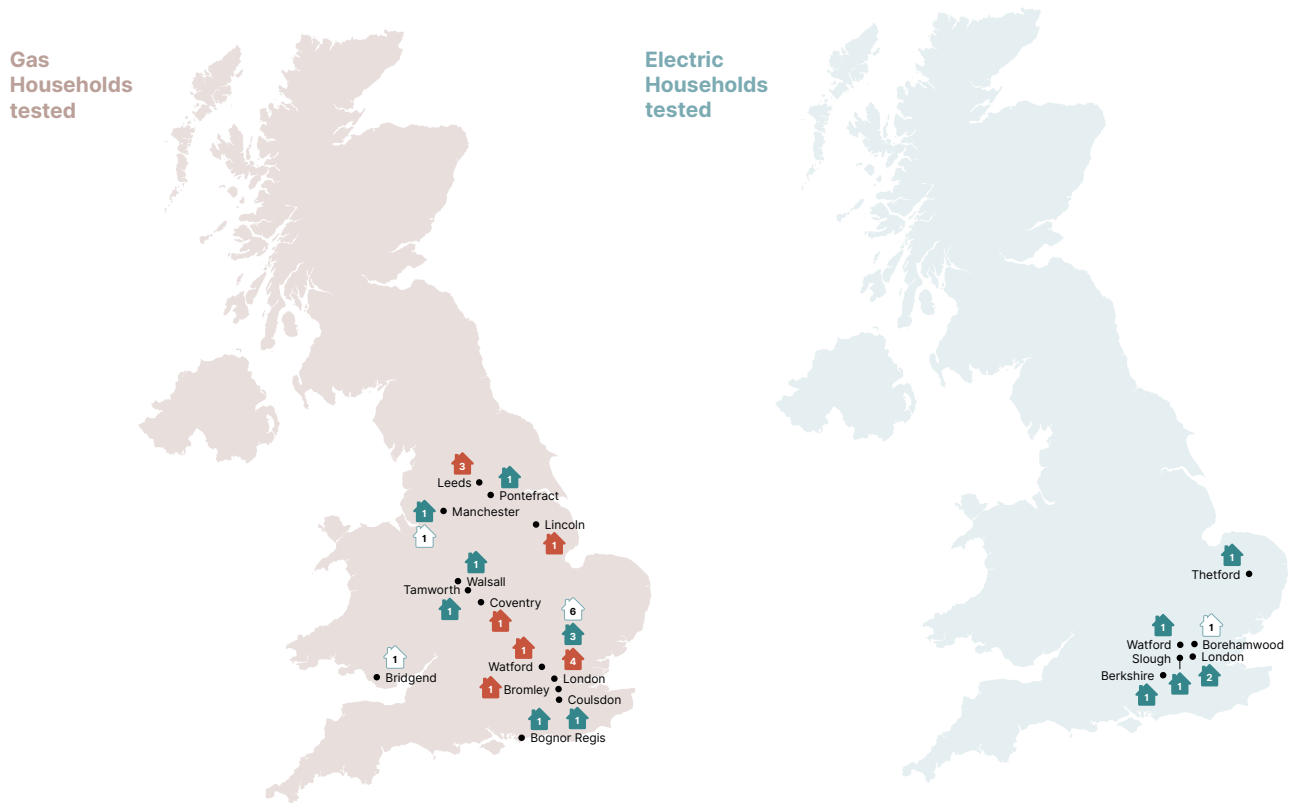 Gas
Households
tested
3
Leeds
1
Pontefract
1
Manchester
1
Lincoln
1
1
Walsall
Tamworth
1
Coventry
1
6
3
4
1
Watford
London
1
Bromley
Coulsdon
1
1
Bognor Regis
1
Bridgend
Electric
Households
tested
1
Thetford
1
1
Watford
Borehamwood
Slough
London
Berkshire
1
1
2